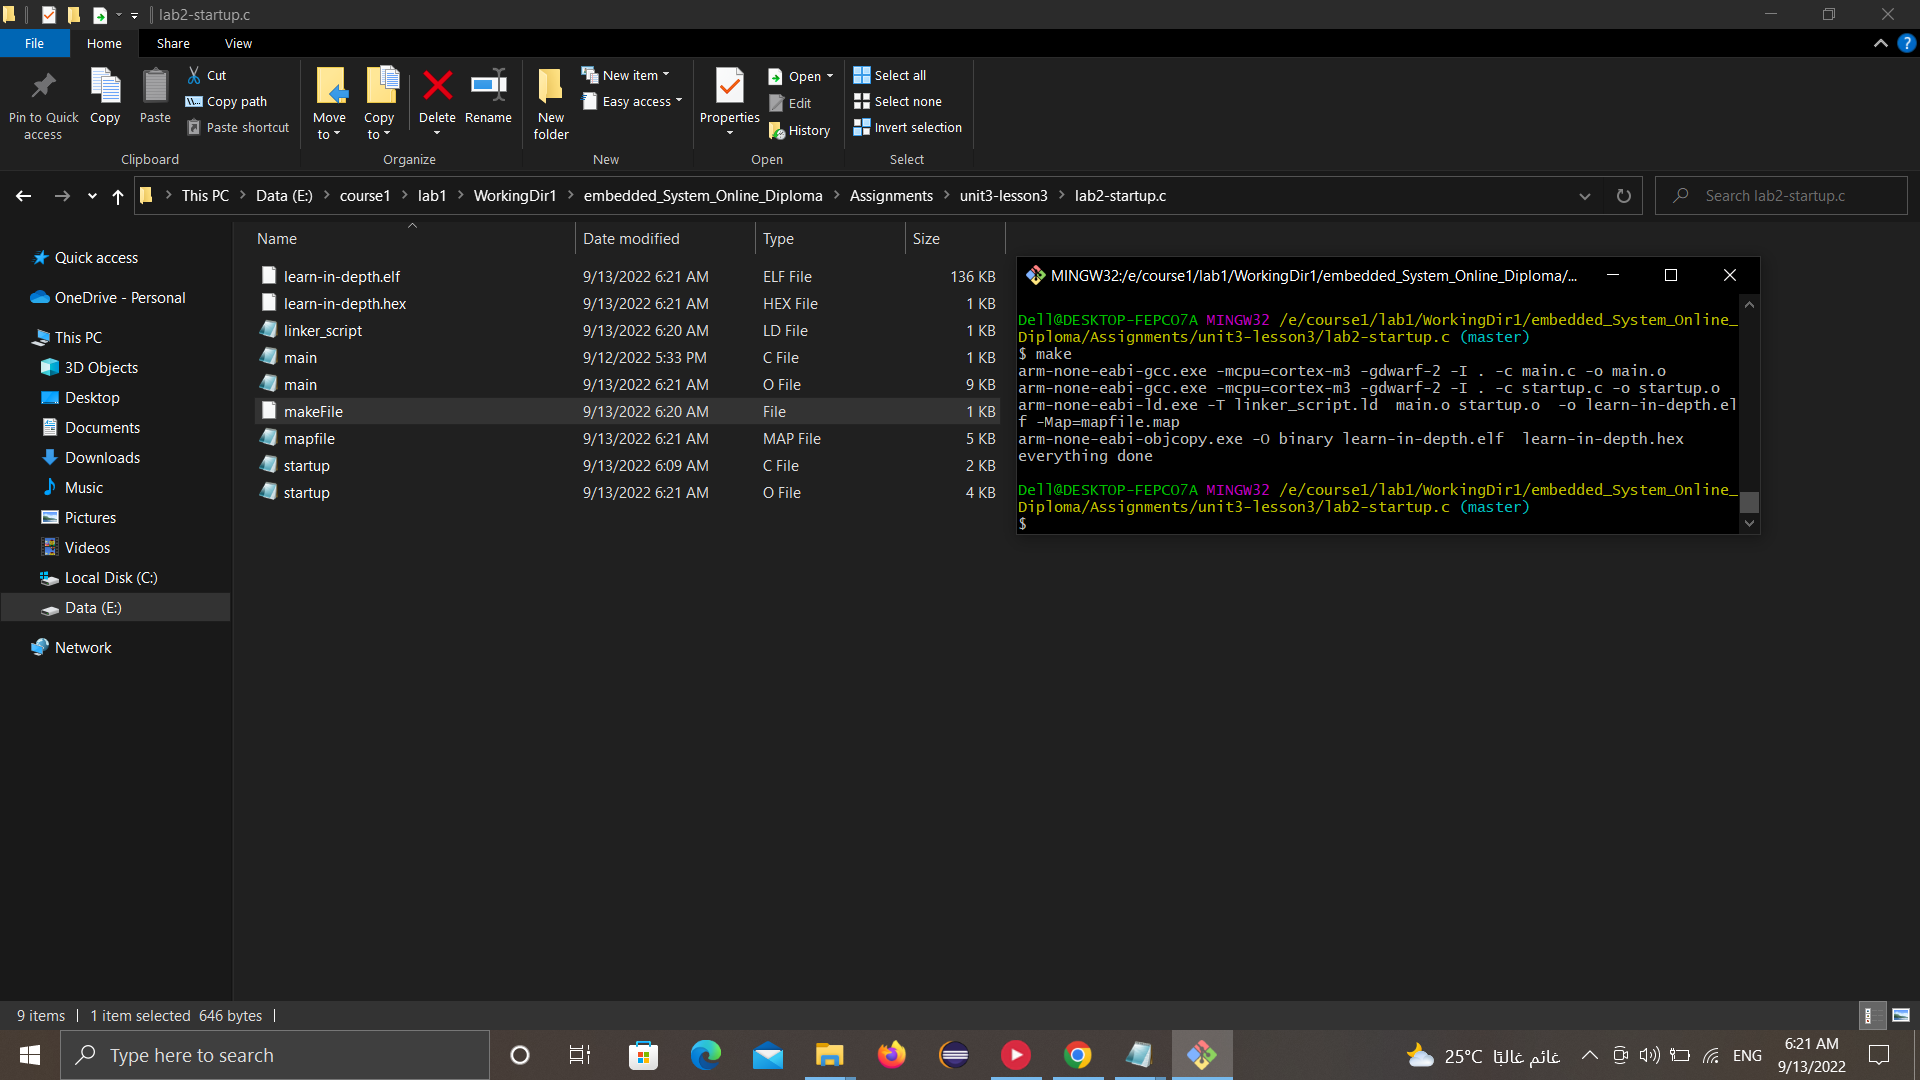 lab2-startup.c
File
Home
Share
View
Pin to Quick access
Copy
Paste
Cut
Copy path
Paste shortcut
Clipboard
Move to
Copy to
Delete
Rename
Organize
New folder
New item
Easy access
New
Properties
Open
Edit
History
Open
Select all
Select none
Invert selection
Select
This PC
Data (E:)
course1
lab1
WorkingDir1
embedded_System_Online_Diploma
Assignments
unit3-lesson3
lab2-startup.c
Search lab2-startup.c
Quick access
OneDrive - Personal
This PC
3D Objects
Desktop
Documents
Downloads
Music
Pictures
Videos
Local Disk (C:)
Data (E:)
Network
Name Date modified Type Size
learn-in-depth.elf 9/13/2022 6:21 AM ELF File 136 KB
learn-in-depth.hex 9/13/2022 6:21 AM HEX File 1 KB
linker_script 9/13/2022 6:20 AM LD File 1 KB
main 9/12/2022 5:33 PM C File 1 KB
main 9/13/2022 6:21 AM O File 9 KB
makeFile 9/13/2022 6:20 AM File 1 KB
mapfile 9/13/2022 6:21 AM MAP File 5 KB
startup 9/13/2022 6:09 AM C File 2 KB
startup 9/13/2022 6:21 AM O File 4 KB
MINGW32:/e/course1/lab1/WorkingDir1/embedded_System_Online_Diploma/...
Dell@DESKTOP-FEPCO7A MINGW32 /e/course1/lab1/WorkingDir1/embedded_System_Online_
Diploma/Assignments/unit3-lesson3/lab2-startup.c (master)
$ make
arm-none-eabi-gcc.exe -mcpu=cortex-m3 -gdwarf-2 -I . -c main.c -o main.o
arm-none-eabi-gcc.exe -mcpu=cortex-m3 -gdwarf-2 -I . -c startup.c -o startup.o
arm-none-eabi-ld.exe -T linker_script.ld  main.o startup.o  -o learn-in-depth.el
f -Map=mapfile.map
arm-none-eabi-objcopy.exe -O binary learn-in-depth.elf  learn-in-depth.hex
everything done
Dell@DESKTOP-FEPCO7A MINGW32 /e/course1/lab1/WorkingDir1/embedded_System_Online_
Diploma/Assignments/unit3-lesson3/lab2-startup.c (master)
$
9 items
1 item selected 646 bytes
Type here to search
25°C غائم غالبًا
ENG
6:21 AM
9/13/2022